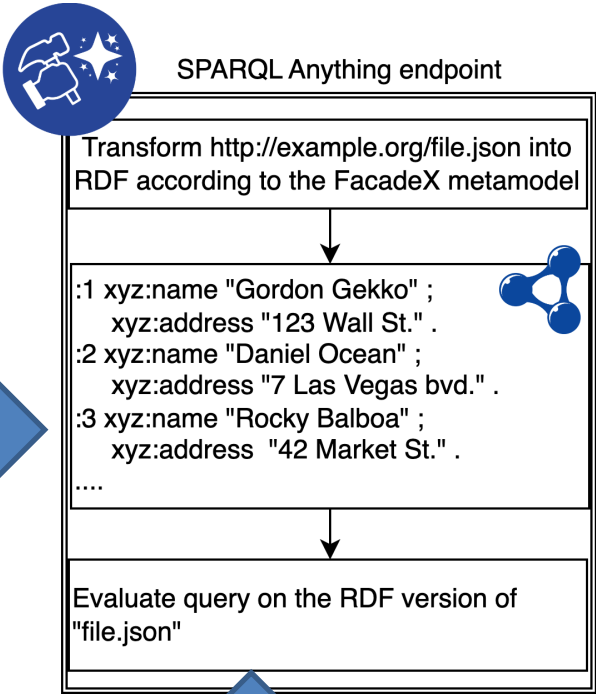 SPARQL Anything endpoint
Transform http://example.org/file.json into
RDF according to the FacadeX metamodel
:1 xyz:name "Gordon Gekko" ;
xyz:address "123 Wall St." .
:2 xyz:name "Daniel Ocean" ;
xyz:address "7 Las Vegas bvd." .
:3 xyz:name "Rocky Balboa" ;
xyz:address  "42 Market St." .
....
Evaluate query on the RDF version of
"file.json"